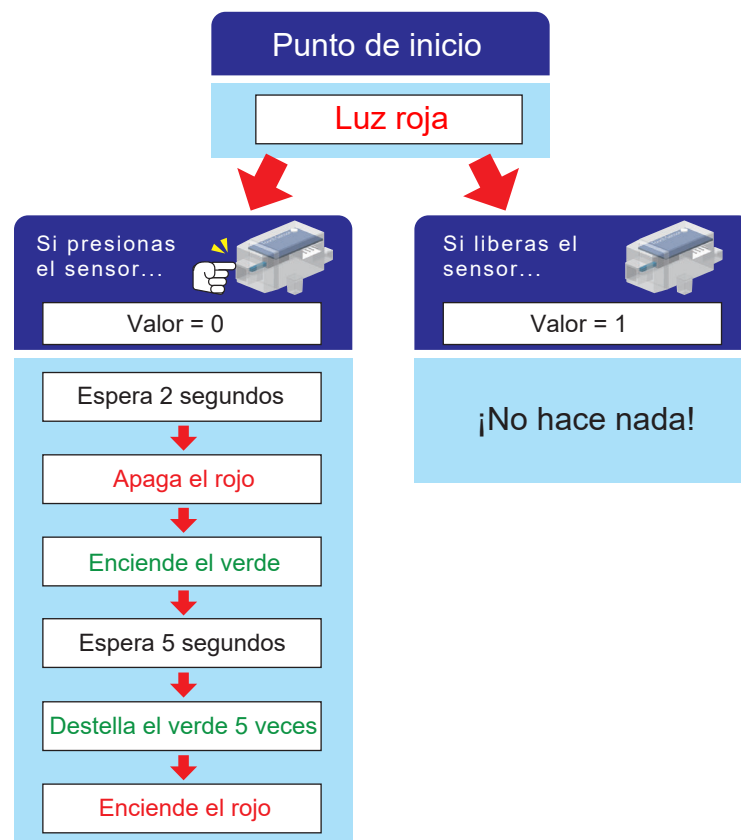 Punto de inicio
Luz roja
Si presionas
el sensor...
Valor = 0
Espera 2 segundos
Apaga el rojo
Enciende el verde
Espera 5 segundos
Destella el verde 5 veces
Enciende el rojo
Si liberas el
sensor...
Valor = 1
¡No hace nada!